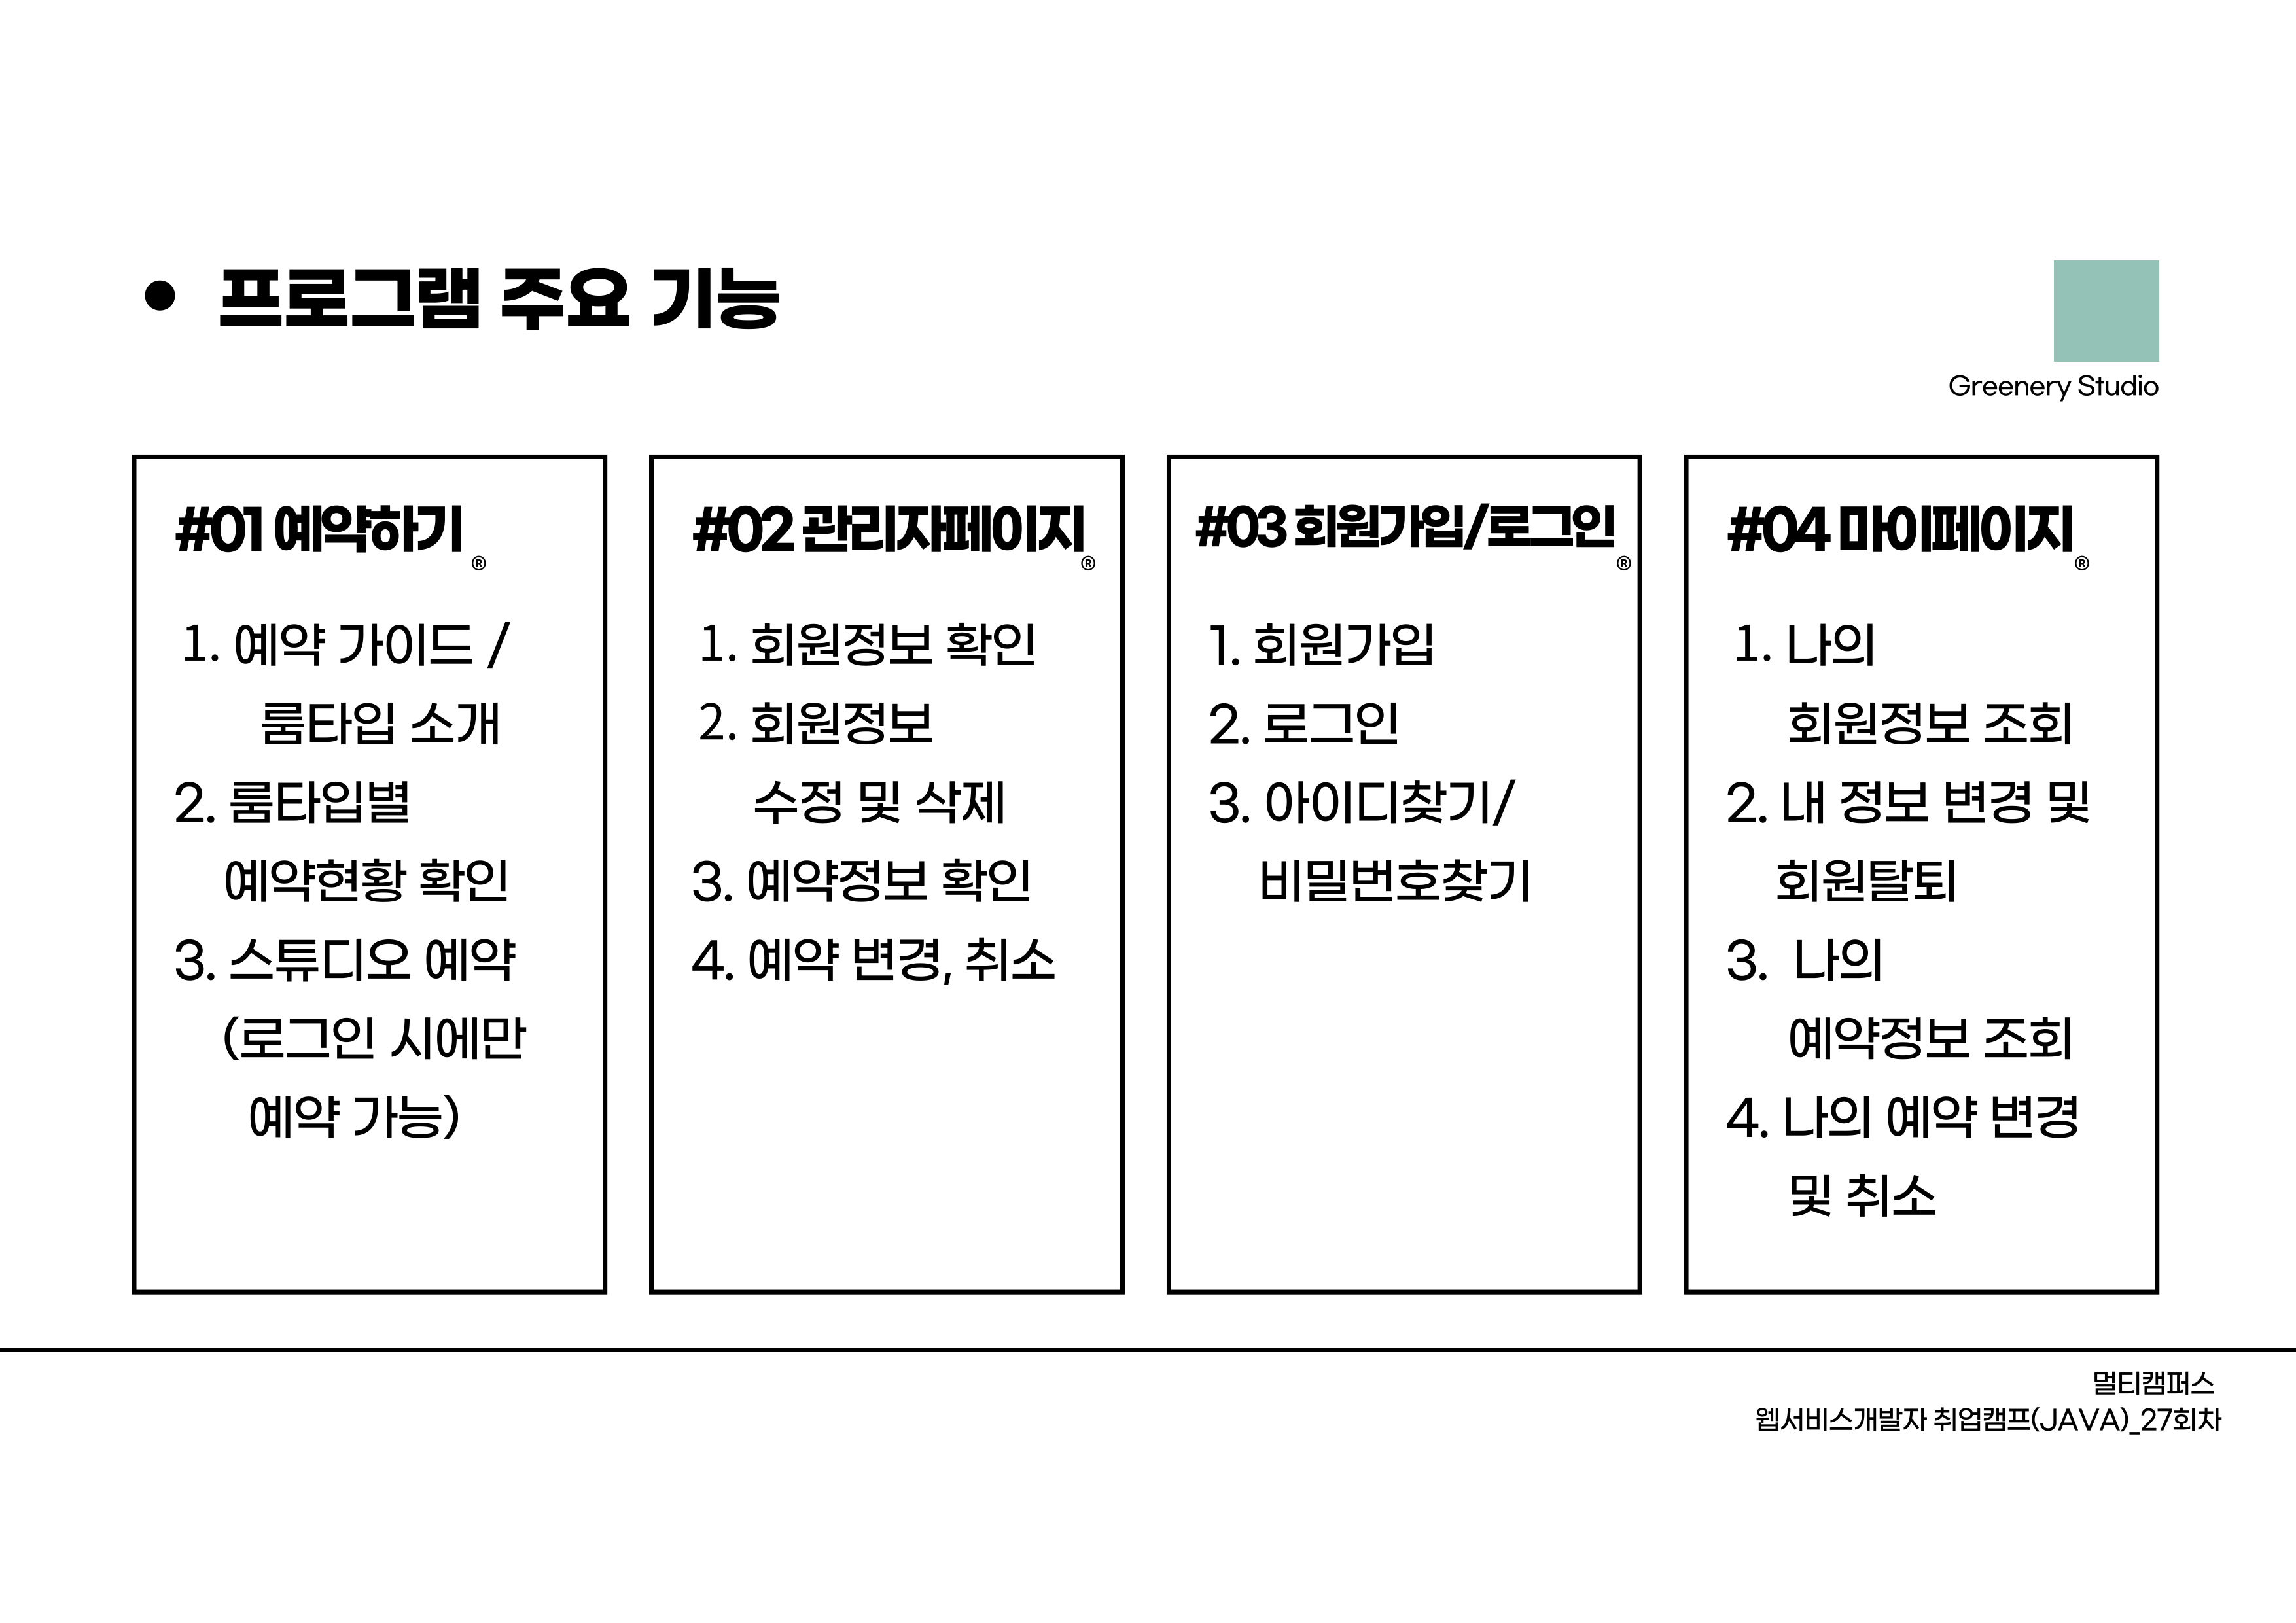 • 프로그램 주요 기능
Greenery Studio
#01 예약하기®
1. 예약 가이드 /
룸타입 소개
2. 룸타입별
예약현황 확인
3. 스튜디오 예약
(로그인 시에만
예약 가능)
#02 관리자페이지®
1. 회원정보 확인
2. 회원정보
수정 및 삭제
3. 예약정보 확인
4. 예약 변경, 취소
#03 회원가입/로그인®
1. 회원가입
2. 로그인
3. 아이디찾기/
비밀번호찾기
#04 마이페이지®
1. 나의
회원정보 조회
2. 내 정보 변경 및
회원탈퇴
3. 나의
예약정보 조회
4. 나의 예약 변경
및 취소
멀티캠퍼스
웹서비스개발자 취업캠프(JAVA)_27회차